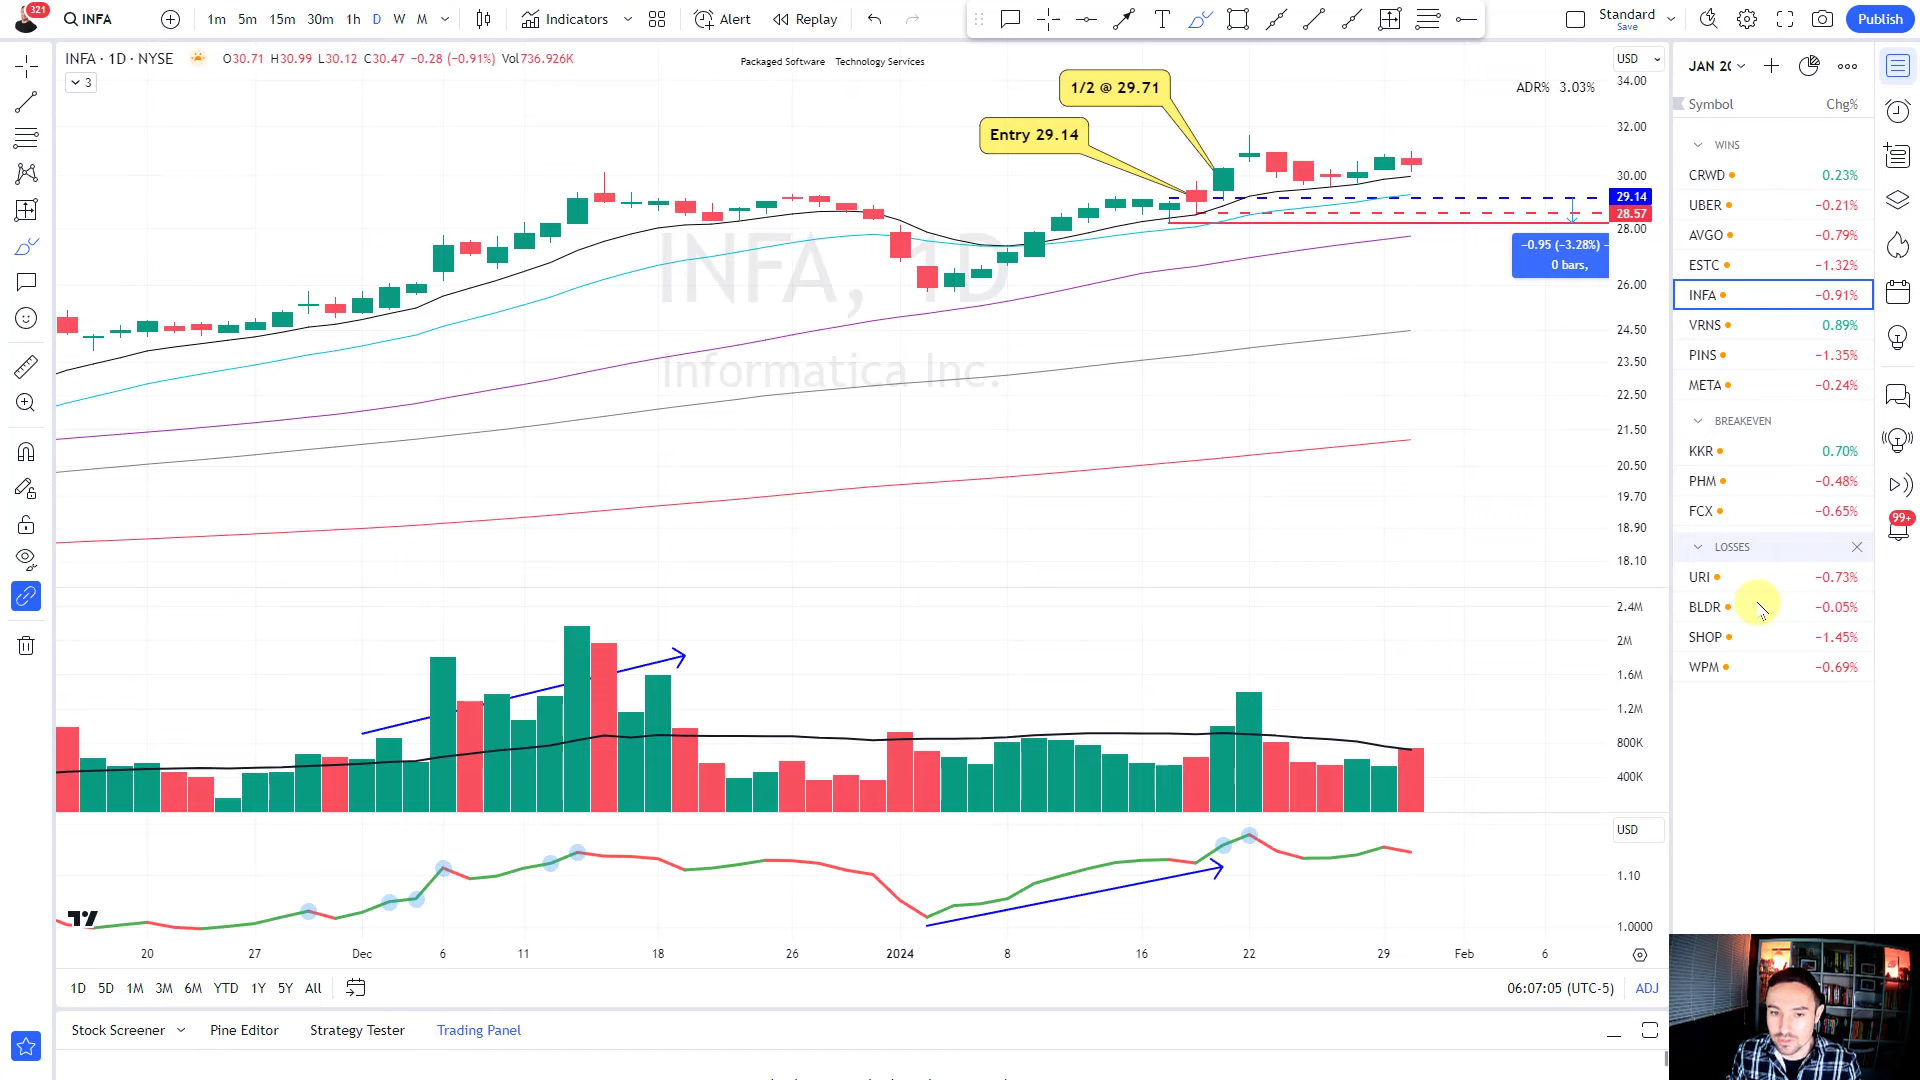 321
INFA
1m 5m 15m 30m 1h D W M
Indicators
Alert
Replay
Standard
Save
Publish
INFA · 1D · NYSE
O30.71 H30.99 L30.12 C30.47 −0.28 (−0.91%) Vol736.926K
3
Packaged Software Technology Services
1/2 @ 29.71
Entry 29.14
ADR% 3.03%
USD
34.00
32.00
30.00
29.14
28.57
28.00
−0.95 (−3.28%) −
0 bars,
26.00
24.50
23.50
22.50
21.50
20.50
19.70
18.90
18.10
INFA, 1D
Informatica Inc.
2.4M
2M
1.6M
1.2M
800K
400K
USD
1.10
1.0000
20 27 Dec 6 11 18 26 2024 8 16 22 29 Feb 6
1D 5D 1M 3M 6M YTD 1Y 5Y All
06:07:05 (UTC-5) ADJ
Stock Screener Pine Editor Strategy Tester Trading Panel
Symbol Chg%
WINS
CRWD 0.23%
UBER −0.21%
AVGO −0.79%
ESTC −1.32%
INFA −0.91%
VRNS 0.89%
PINS −1.35%
META −0.24%
BREAKEVEN
KKR 0.70%
PHM −0.48%
FCX −0.65%
LOSSES
URI −0.73%
BLDR −0.05%
SHOP −1.45%
WPM −0.69%
99+